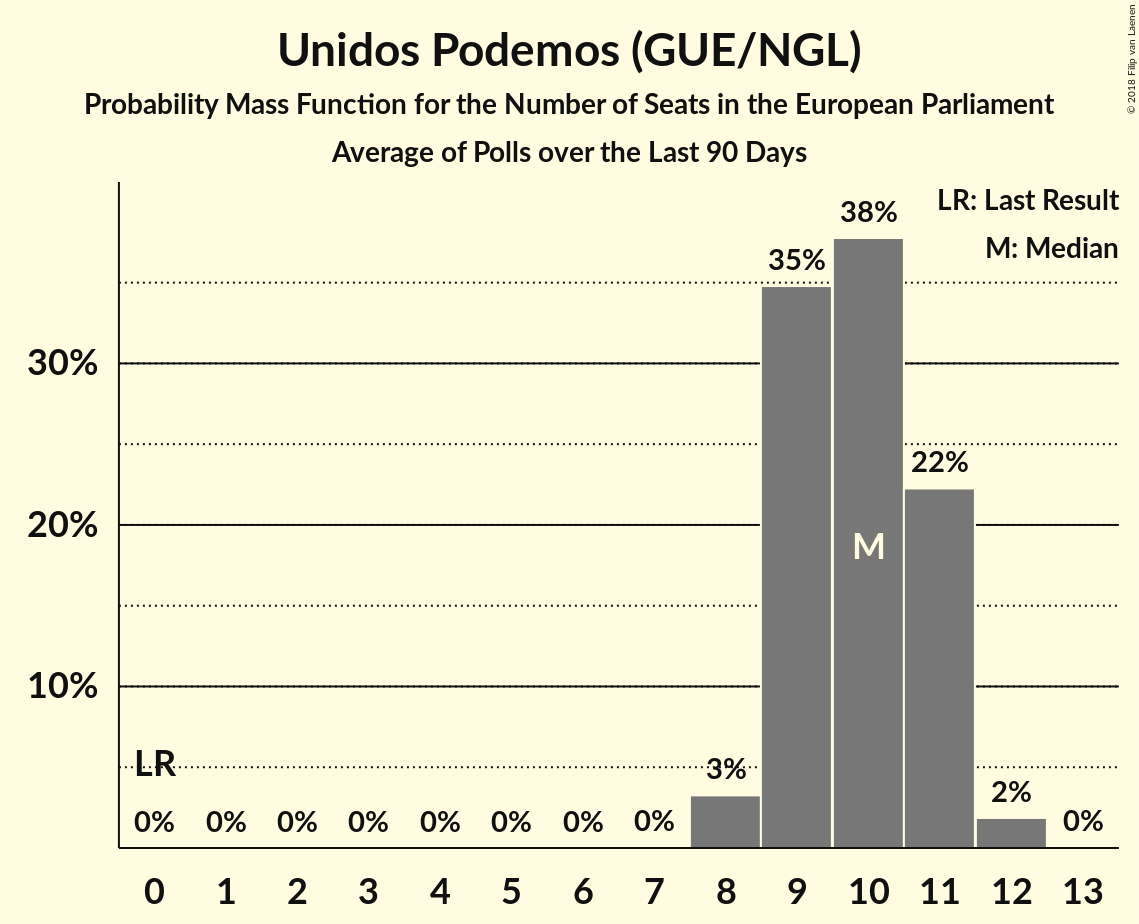 Unidos Podemos (GUE/NGL)
Probability Mass Function for the Number of Seats in the European Parliament
Average of Polls over the Last 90 Days
© 2018 Filip van Laenen
LR: Last Result
M: Median
38%
35%
30%
22%
20%
M
10%
LR
3%
2%
0% 0% 0% 0% 0% 0% 0% 0% 0%
0 1 2 3 4 5 6 7 8 9 10 11 12 13